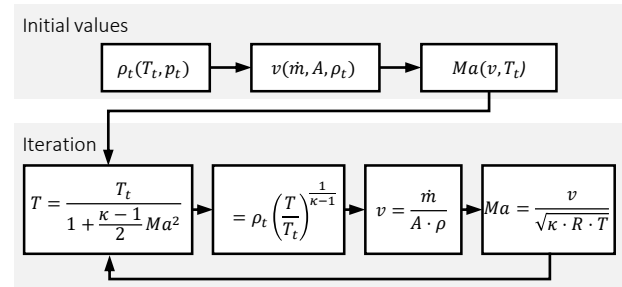 Initial values
ρₜ(Tₜ, pₜ)
v(ṁ, A, ρₜ)
Ma(v, Tₜ)
Iteration
T = Tₜ / (1 + (κ − 1)/2 Ma²)
= ρₜ (T/Tₜ)^(1/(κ−1))
v = ṁ / (A · ρ)
Ma = v / √(κ · R · T)